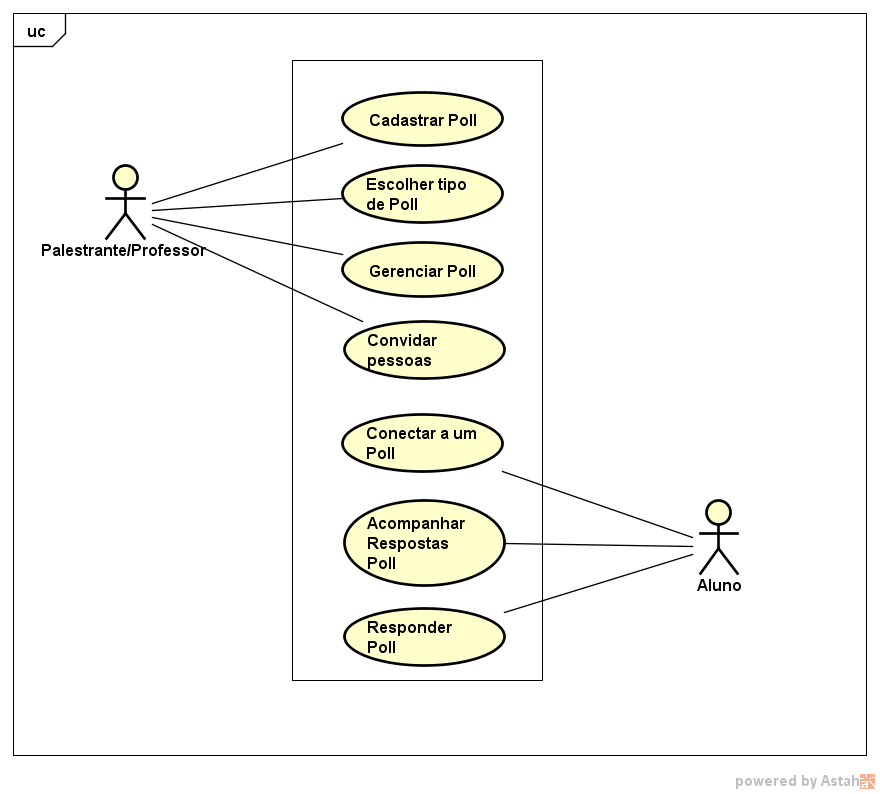 uc
Cadastrar Poll
Escolher tipo
de Poll
Palestrante/Professor
Gerenciar Poll
Convidar
pessoas
Conectar a um
Poll
Acompanhar
Respostas
Poll
Aluno
Responder
Poll
powered by Astah